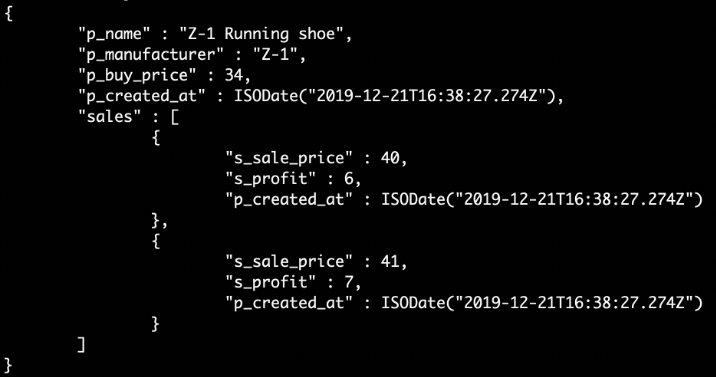 {
"p_name" : "Z-1 Running shoe",
"p_manufacturer" : "Z-1",
"p_buy_price" : 34,
"p_created_at" : ISODate("2019-12-21T16:38:27.274Z"),
"sales" : [
{
"s_sale_price" : 40,
"s_profit" : 6,
"p_created_at" : ISODate("2019-12-21T16:38:27.274Z")
},
{
"s_sale_price" : 41,
"s_profit" : 7,
"p_created_at" : ISODate("2019-12-21T16:38:27.274Z")
}
]
}